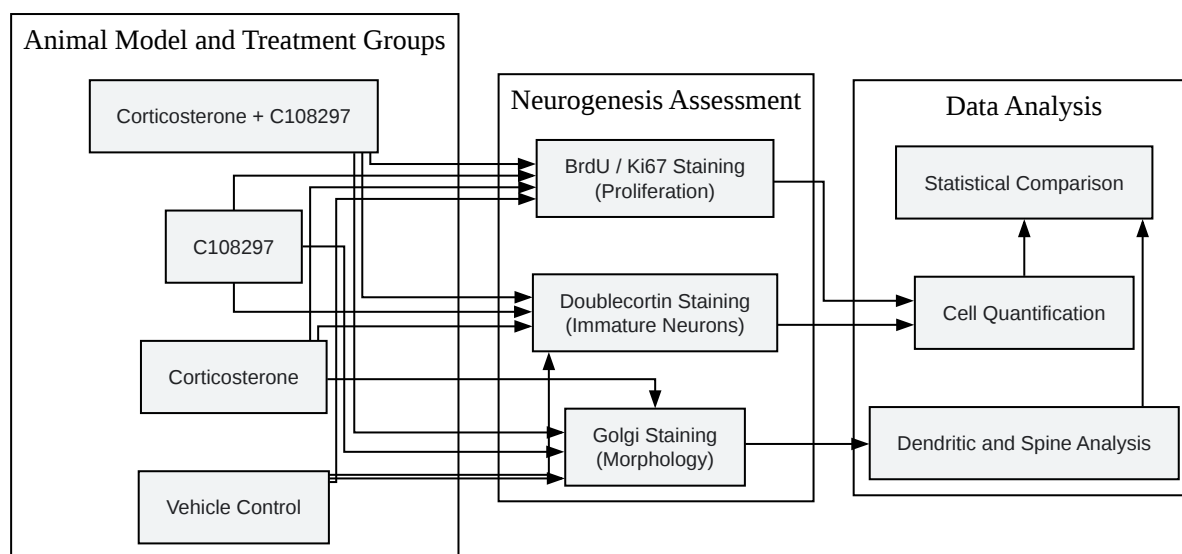 Animal Model and Treatment Groups
Corticosterone + C108297
C108297
Corticosterone
Vehicle Control
Neurogenesis Assessment
BrdU / Ki67 Staining
(Proliferation)
Doublecortin Staining
(Immature Neurons)
Golgi Staining
(Morphology)
Data Analysis
Statistical Comparison
Cell Quantification
Dendritic and Spine Analysis